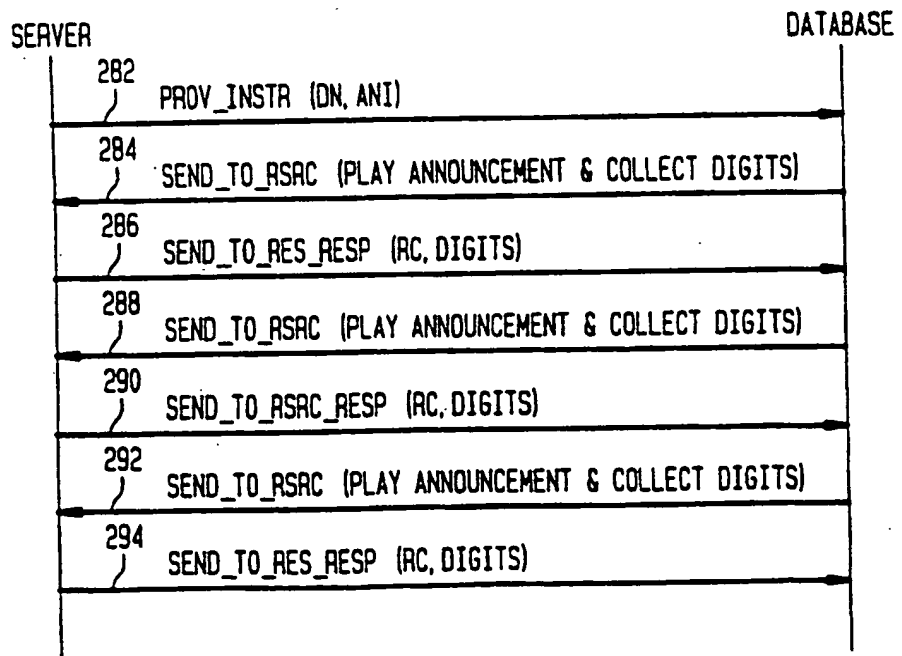 SERVER
DATABASE
282
PROV_INSTR (DN, ANI)
284
SEND_TO_RSRC (PLAY ANNOUNCEMENT & COLLECT DIGITS)
286
SEND_TO_RES_RESP (RC, DIGITS)
288
SEND_TO_RSRC (PLAY ANNOUNCEMENT & COLLECT DIGITS)
290
SEND_TO_RSRC_RESP (RC, DIGITS)
292
SEND_TO_RSRC (PLAY ANNOUNCEMENT & COLLECT DIGITS)
294
SEND_TO_RES_RESP (RC, DIGITS)